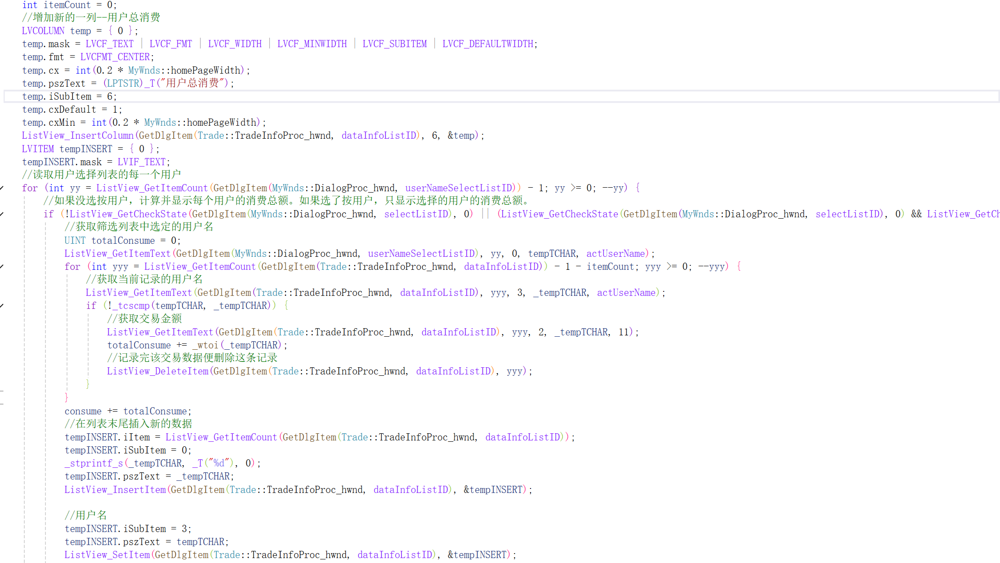 int itemCount = 0;
//增加新的一列--用户总消费
LVCOLUMN temp = { 0 };
temp.mask = LVCF_TEXT | LVCF_FMT | LVCF_WIDTH | LVCF_MINWIDTH | LVCF_SUBITEM | LVCF_DEFAULTWIDTH;
temp.fmt = LVCFMT_CENTER;
temp.cx = int(0.2 * MyWnds::homePageWidth);
temp.pszText = (LPTSTR)_T("用户总消费");
temp.iSubItem = 6;
temp.cxDefault = 1;
temp.cxMin = int(0.2 * MyWnds::homePageWidth);
ListView_InsertColumn(GetDlgItem(Trade::TradeInfoProc_hwnd, dataInfoListID), 6, &temp);
LVITEM tempINSERT = { 0 };
tempINSERT.mask = LVIF_TEXT;
//读取用户选择列表的每一个用户
for (int yy = ListView_GetItemCount(GetDlgItem(MyWnds::DialogProc_hwnd, userNameSelectListID)) - 1; yy >= 0; --yy) {
//如果没选按用户，计算并显示每个用户的消费总额。如果选了按用户，只显示选择的用户的消费总额。
if (!ListView_GetCheckState(GetDlgItem(MyWnds::DialogProc_hwnd, selectListID), 0) || (ListView_GetCheckState(GetDlgItem(MyWnds::DialogProc_hwnd, selectListID), 0) && ListView_GetCh
//获取筛选列表中选定的用户名
UINT totalConsume = 0;
ListView_GetItemText(GetDlgItem(MyWnds::DialogProc_hwnd, userNameSelectListID), yy, 0, tempTCHAR, actUserName);
for (int yyy = ListView_GetItemCount(GetDlgItem(Trade::TradeInfoProc_hwnd, dataInfoListID)) - 1 - itemCount; yyy >= 0; --yyy) {
//获取当前记录的用户名
ListView_GetItemText(GetDlgItem(Trade::TradeInfoProc_hwnd, dataInfoListID), yyy, 3, _tempTCHAR, actUserName);
if (!_tcscmp(tempTCHAR, _tempTCHAR)) {
//获取交易金额
ListView_GetItemText(GetDlgItem(Trade::TradeInfoProc_hwnd, dataInfoListID), yyy, 2, _tempTCHAR, 11);
totalConsume += _wtoi(_tempTCHAR);
//记录完该交易数据便删除这条记录
ListView_DeleteItem(GetDlgItem(Trade::TradeInfoProc_hwnd, dataInfoListID), yyy);
}
}
consume += totalConsume;
//在列表末尾插入新的数据
tempINSERT.iItem = ListView_GetItemCount(GetDlgItem(Trade::TradeInfoProc_hwnd, dataInfoListID));
tempINSERT.iSubItem = 0;
_stprintf_s(_tempTCHAR, _T("%d"), 0);
tempINSERT.pszText = _tempTCHAR;
ListView_InsertItem(GetDlgItem(Trade::TradeInfoProc_hwnd, dataInfoListID), &tempINSERT);
//用户名
tempINSERT.iSubItem = 3;
tempINSERT.pszText = tempTCHAR;
ListView_SetItem(GetDlgItem(Trade::TradeInfoProc_hwnd, dataInfoListID), &tempINSERT);